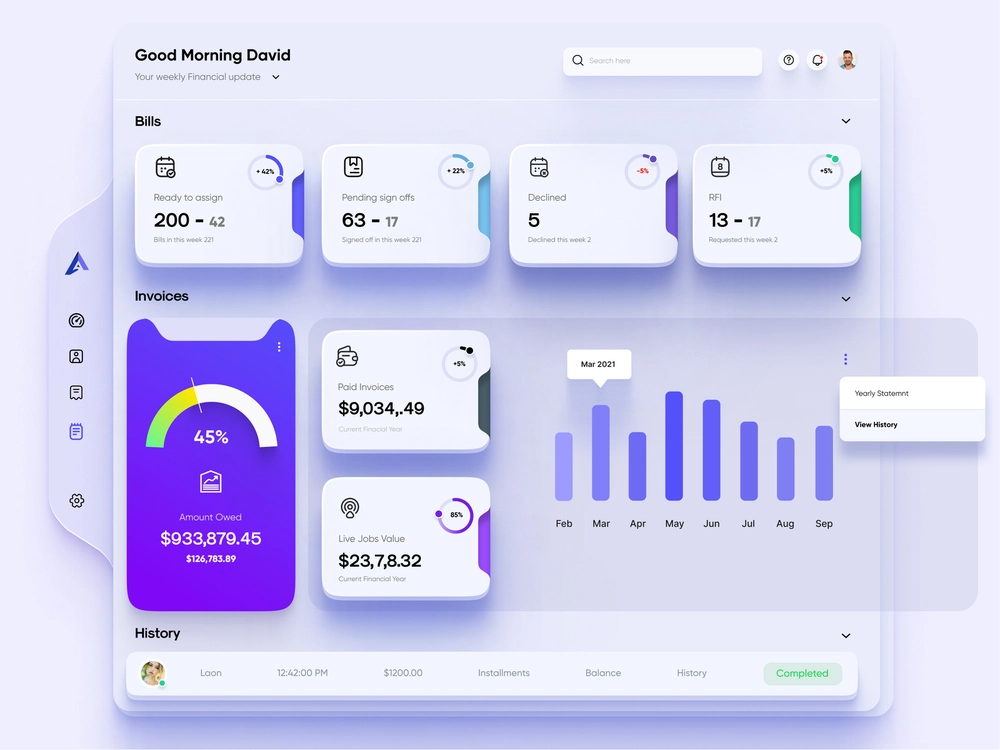 Good Morning David
Your weekly Financial update
Search here
Bills
+ 42%
Ready to assign
200 - 42
Bills in this week 221
+ 22%
Pending sign offs
63 - 17
Signed off in this week 221
-5%
Declined
5
Declined this week 2
8
+5%
RFI
13 - 17
Requested this week 2
Invoices
45%
Amount Owed
$933,879.45
$126,783.89
+5%
Paid Invoices
$9,034,.49
Current Finacial Year
85%
Live Jobs Value
$23,7,8.32
Current Financial Year
Mar 2021
Feb Mar Apr May Jun Jul Aug Sep
Yearly Statemnt
View History
History
Laon 12:42:00 PM $1200.00 Installments Balance History Completed